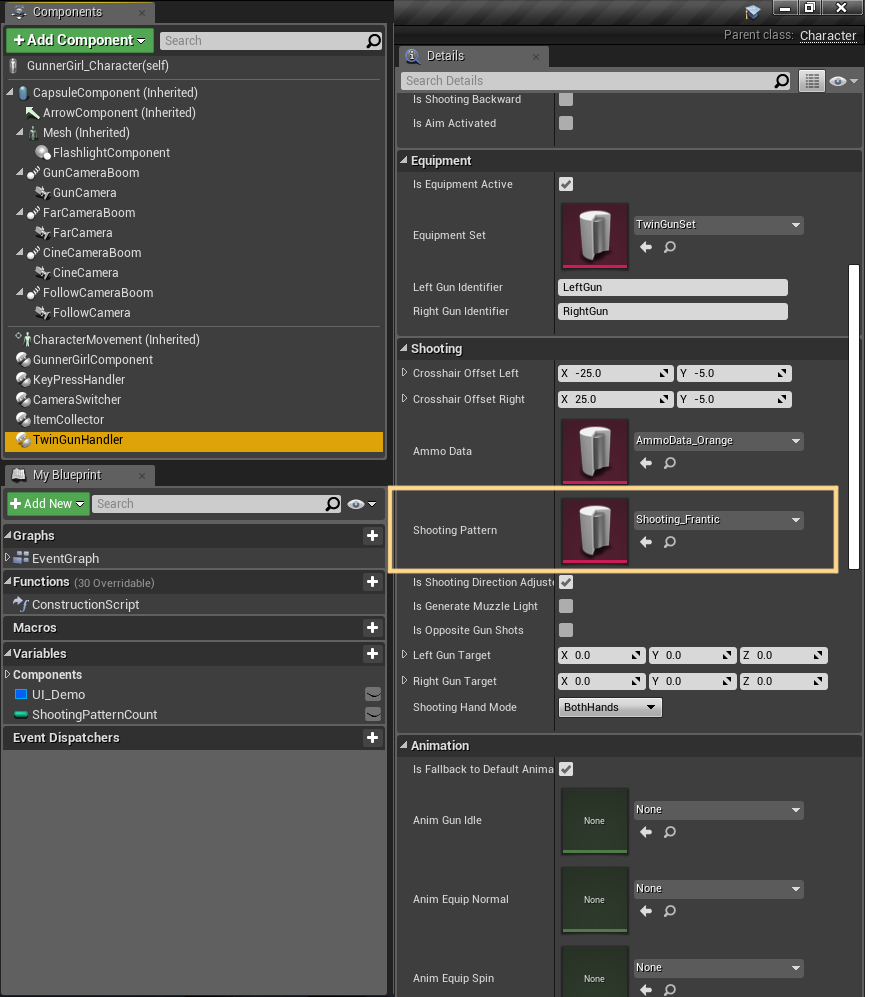 Components
+ Add Component
Search
GunnerGirl_Character(self)
CapsuleComponent (Inherited)
ArrowComponent (Inherited)
Mesh (Inherited)
FlashlightComponent
GunCameraBoom
GunCamera
FarCameraBoom
FarCamera
CineCameraBoom
CineCamera
FollowCameraBoom
FollowCamera
CharacterMovement (Inherited)
GunnerGirlComponent
KeyPressHandler
CameraSwitcher
ItemCollector
TwinGunHandler
My Blueprint
+ Add New
Search
Graphs
EventGraph
Functions (30 Overridable)
ConstructionScript
Macros
Variables
Components
UI_Demo
ShootingPatternCount
Event Dispatchers
Parent class: Character
Details
Search Details
Is Shooting Backward
Is Aim Activated
Equipment
Is Equipment Active
Equipment Set TwinGunSet
Left Gun Identifier LeftGun
Right Gun Identifier RightGun
Shooting
Crosshair Offset Left X -25.0 Y -5.0
Crosshair Offset Right X 25.0 Y -5.0
Ammo Data AmmoData_Orange
Shooting Pattern Shooting_Frantic
Is Shooting Direction Adjuste
Is Generate Muzzle Light
Is Opposite Gun Shots
Left Gun Target X 0.0 Y 0.0 Z 0.0
Right Gun Target X 0.0 Y 0.0 Z 0.0
Shooting Hand Mode BothHands
Animation
Is Fallback to Default Anima
Anim Gun Idle None None
Anim Equip Normal None None
Anim Equip Spin None None